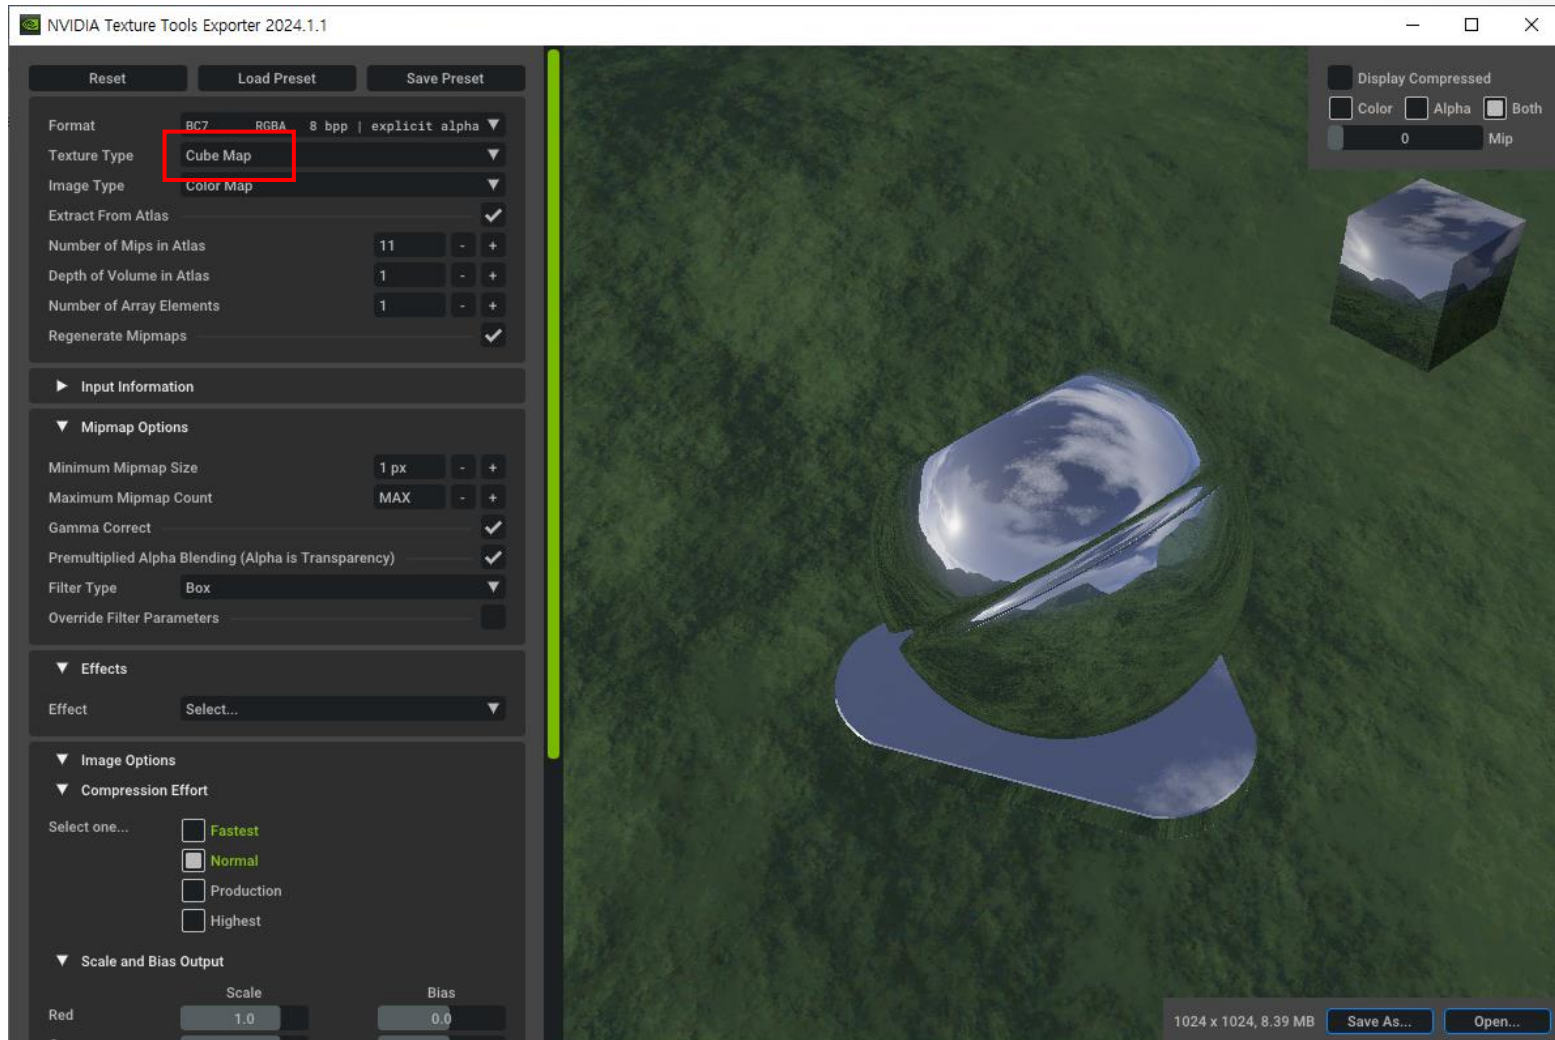 NVIDIA Texture Tools Exporter 2024.1.1
Reset Load Preset Save Preset
Format BC7 RGBA 8 bpp | explicit alpha
Texture Type Cube Map
Image Type Color Map
Extract From Atlas
Number of Mips in Atlas 11 - +
Depth of Volume in Atlas 1 - +
Number of Array Elements 1 - +
Regenerate Mipmaps
Input Information
Mipmap Options
Minimum Mipmap Size 1 px - +
Maximum Mipmap Count MAX - +
Gamma Correct
Premultiplied Alpha Blending (Alpha is Transparency)
Filter Type Box
Override Filter Parameters
Effects
Effect Select...
Image Options
Compression Effort
Select one... Fastest
Normal
Production
Highest
Scale and Bias Output
Scale Bias
Red 1.0 0.0
Display Compressed
Color Alpha Both
0 Mip
1024 x 1024, 8.39 MB Save As... Open...